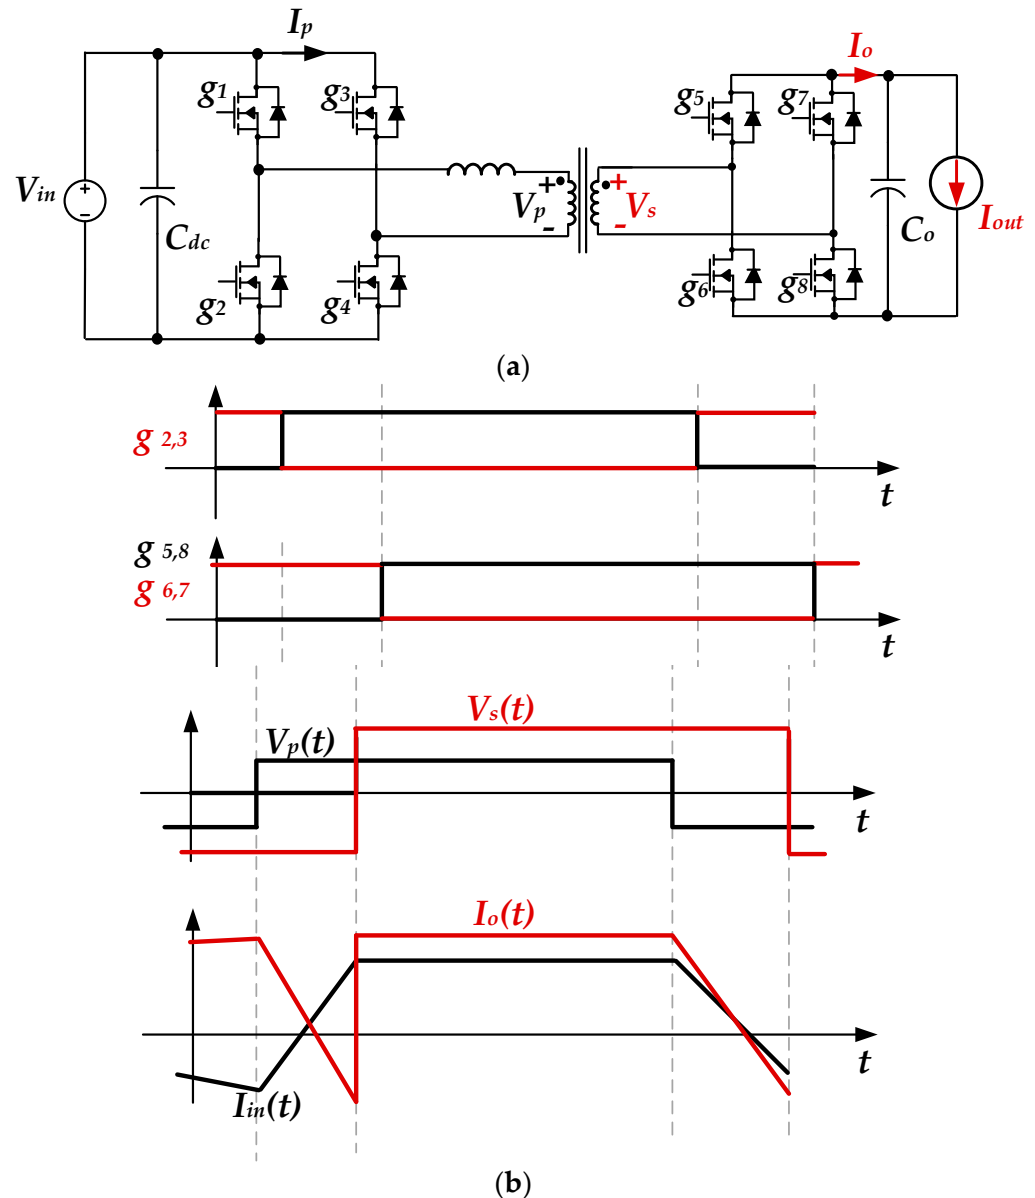 Ip
Io
g1
g3
g5
g7
Vin
+
-
Cdc
+
Vp
-
+
Vs
-
Co
Iout
g2
g4
g6
g8
(a)
g 2,3
t
g 5,8
g 6,7
t
Vs(t)
Vp(t)
t
Io(t)
t
Iin(t)
(b)